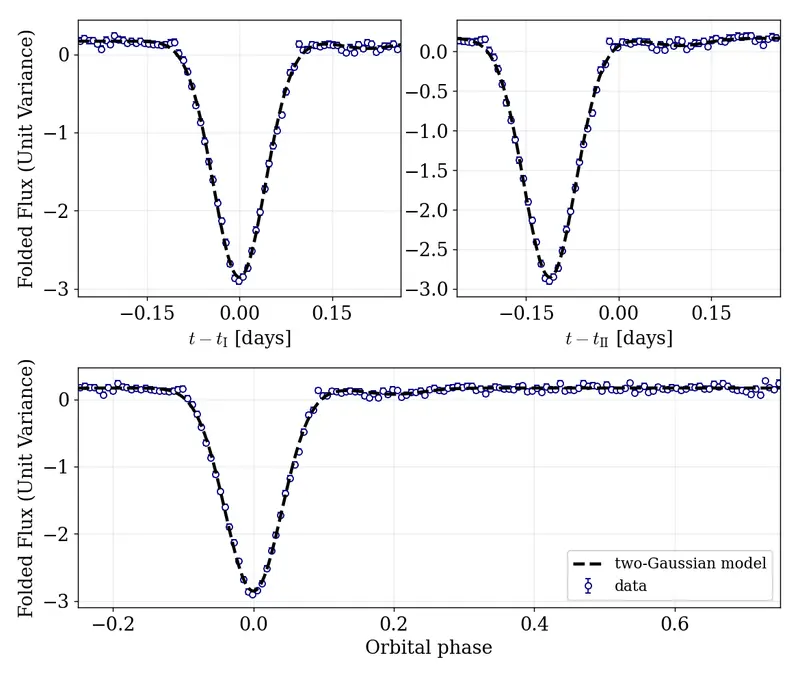 Folded Flux (Unit Variance)
0
−1
−2
−3
−0.15 0.00 0.15
t − t_I [days]
0.0
−0.5
−1.0
−1.5
−2.0
−2.5
−3.0
−0.15 0.00 0.15
t − t_II [days]
Folded Flux (Unit Variance)
0
−1
−2
−3
−0.2 0.0 0.2 0.4 0.6
Orbital phase
two-Gaussian model
data